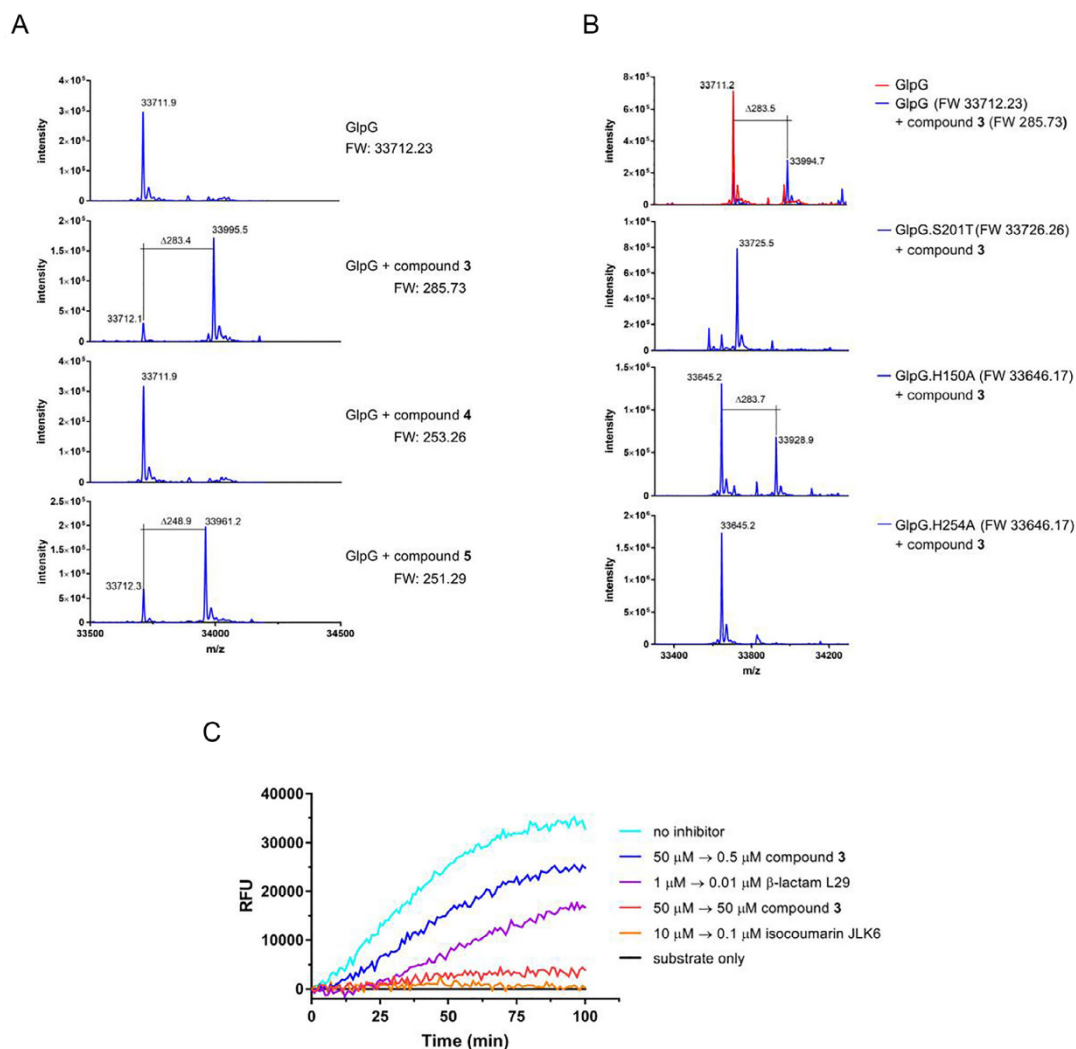 A
4×10⁵
3×10⁵
2×10⁵
1×10⁵
0
intensity
33711.9
GlpG
FW: 33712.23
2×10⁵
1.5×10⁵
1×10⁵
5×10⁴
0
intensity
Δ283.4
33995.5
33712.1
GlpG + compound 3
FW: 285.73
4×10⁵
3×10⁵
2×10⁵
1×10⁵
0
intensity
33711.9
GlpG + compound 4
FW: 253.26
2.5×10⁵
2×10⁵
1.5×10⁵
1×10⁵
5×10⁴
0
intensity
Δ248.9
33961.2
33712.3
GlpG + compound 5
FW: 251.29
33500
34000
34500
m/z
B
8×10⁵
6×10⁵
4×10⁵
2×10⁵
0
intensity
33711.2
Δ283.5
33994.7
GlpG
GlpG (FW 33712.23)
+ compound 3 (FW 285.73)
1×10⁶
8×10⁵
6×10⁵
4×10⁵
2×10⁵
0
intensity
33725.5
GlpG.S201T(FW 33726.26)
+ compound 3
1.5×10⁶
1×10⁶
5×10⁵
0
intensity
33645.2
Δ283.7
33928.9
GlpG.H150A (FW 33646.17)
+ compound 3
2×10⁶
1.5×10⁶
1×10⁶
5×10⁵
0
intensity
33645.2
GlpG.H254A (FW 33646.17)
+ compound 3
33400
33800
34200
m/z
C
40000
30000
20000
10000
0
RFU
0
25
50
75
100
Time (min)
no inhibitor
50 µM → 0.5 µM compound 3
1 µM → 0.01 µM β-lactam L29
50 µM → 50 µM compound 3
10 µM → 0.1 µM isocoumarin JLK6
substrate only